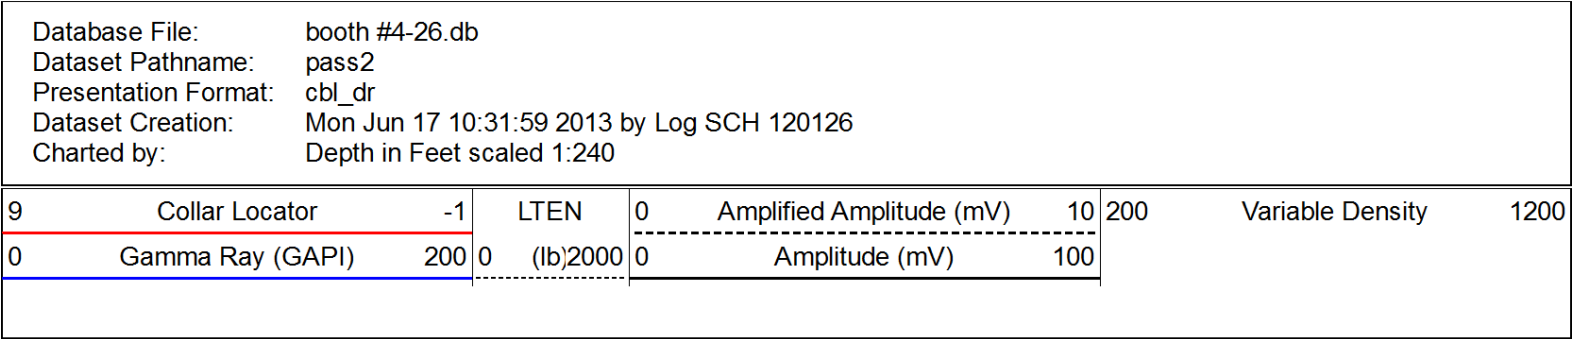 Database File: booth #4-26.db
Dataset Pathname: pass2
Presentation Format: cbl_dr
Dataset Creation: Mon Jun 17 10:31:59 2013 by Log SCH 120126
Charted by: Depth in Feet scaled 1:240
9 Collar Locator -1 LTEN 0 Amplified Amplitude (mV) 10 200 Variable Density 1200
0 Gamma Ray (GAPI) 200 0 (lb)2000 0 Amplitude (mV) 100